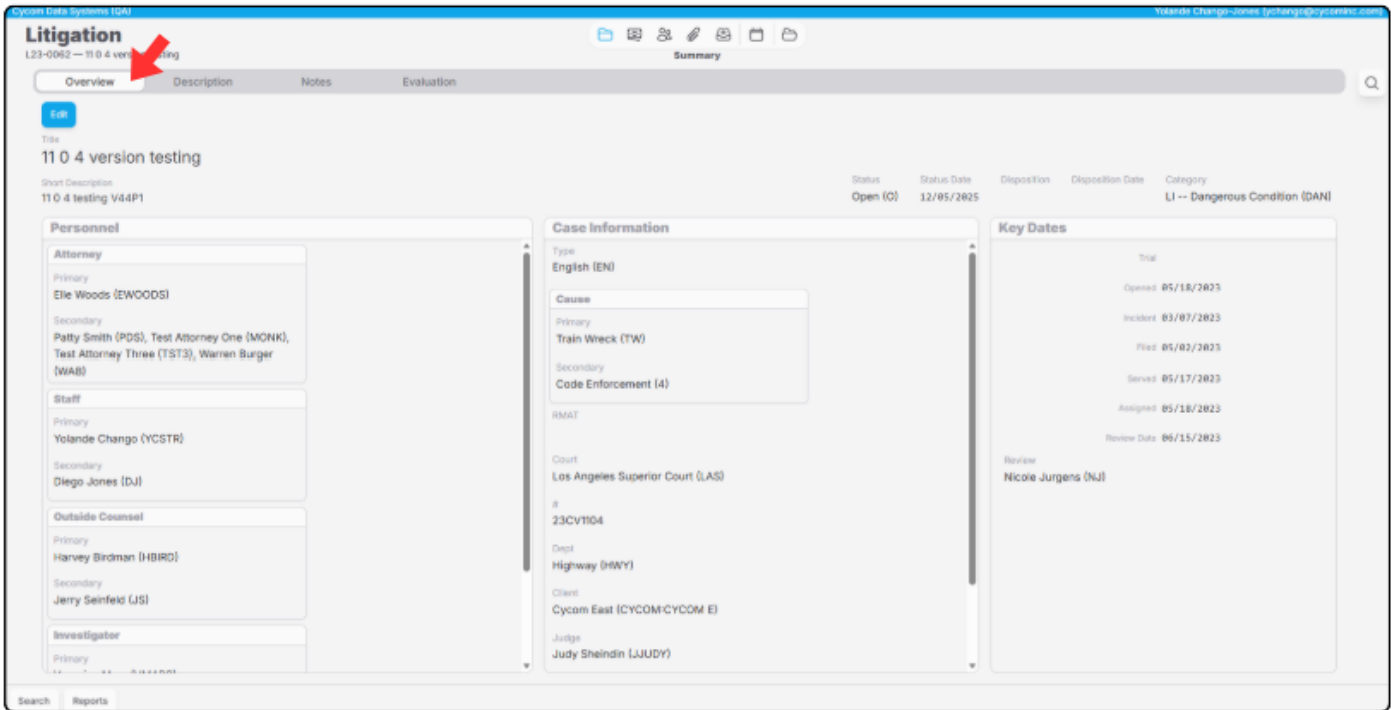 Cycom Data Systems (QA)
Yolande Chango-Jones (ychango@cycominc.com)
Litigation
L23-0062 — 11 0 4 testing
Summary
Overview
Description
Notes
Evaluation
Edit
Title
11 0 4 version testing
Short Description
11 0 4 testing V44P1
Status
Status Date
Disposition
Disposition Date
Category
Open (O)
12/05/2025
LI -- Dangerous Condition (DAN)
Personnel
Attorney
Primary
Elle Woods (EWOODS)
Secondary
Patty Smith (PDS), Test Attorney One (MONK),
Test Attorney Three (TST3), Warren Burger
(WAB)
Staff
Primary
Yolande Chango (YCSTR)
Secondary
Diego Jones (DJ)
Outside Counsel
Primary
Harvey Birdman (HBIRD)
Secondary
Jerry Seinfeld (JS)
Investigator
Primary
Case Information
Type
English (EN)
Cause
Primary
Train Wreck (TW)
Secondary
Code Enforcement (4)
RMAT
Court
Los Angeles Superior Court (LAS)
#
23CV1104
Dept
Highway (HWY)
Client
Cycom East (CYCOM:CYCOM E)
Judge
Judy Sheindin (JJUDY)
Key Dates
Trial
Opened 05/18/2023
Incident 03/07/2023
Filed 05/02/2023
Served 05/17/2023
Assigned 05/18/2023
Review Date 06/15/2023
Review
Nicole Jurgens (NJ)
Search
Reports